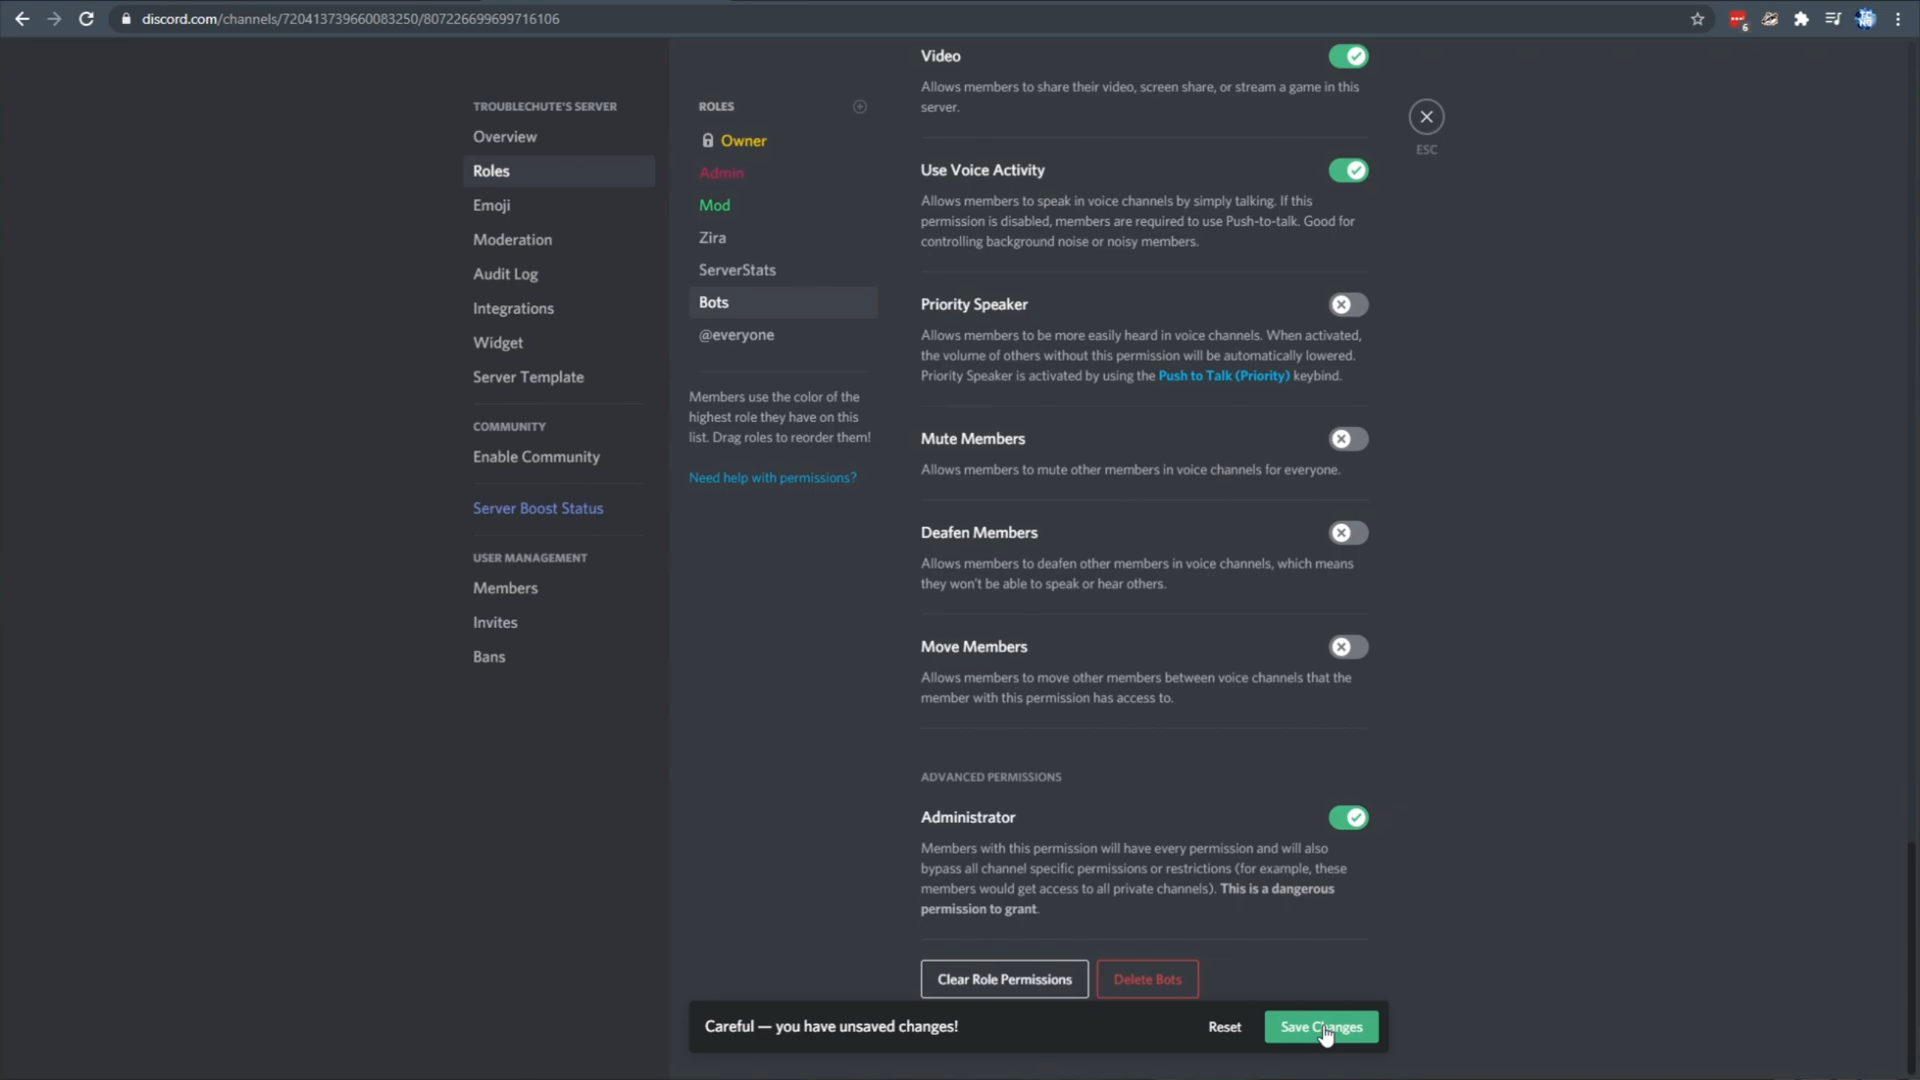 discord.com/channels/720413739660083250/807226699699716106
6
TROUBLECHUTE'S SERVER
Overview
Roles
Emoji
Moderation
Audit Log
Integrations
Widget
Server Template
COMMUNITY
Enable Community
Server Boost Status
USER MANAGEMENT
Members
Invites
Bans
ROLES
Owner
Admin
Mod
Zira
ServerStats
Bots
@everyone
Members use the color of the
highest role they have on this
list. Drag roles to reorder them!
Need help with permissions?
Video
Allows members to share their video, screen share, or stream a game in this
server.
Use Voice Activity
Allows members to speak in voice channels by simply talking. If this
permission is disabled, members are required to use Push-to-talk. Good for
controlling background noise or noisy members.
Priority Speaker
Allows members to be more easily heard in voice channels. When activated,
the volume of others without this permission will be automatically lowered.
Priority Speaker is activated by using the Push to Talk (Priority) keybind.
Mute Members
Allows members to mute other members in voice channels for everyone.
Deafen Members
Allows members to deafen other members in voice channels, which means
they won't be able to speak or hear others.
Move Members
Allows members to move other members between voice channels that the
member with this permission has access to.
ADVANCED PERMISSIONS
Administrator
Members with this permission will have every permission and will also
bypass all channel specific permissions or restrictions (for example, these
members would get access to all private channels). This is a dangerous
permission to grant.
Clear Role Permissions
Delete Bots
Careful — you have unsaved changes!
Reset
Save Changes
ESC